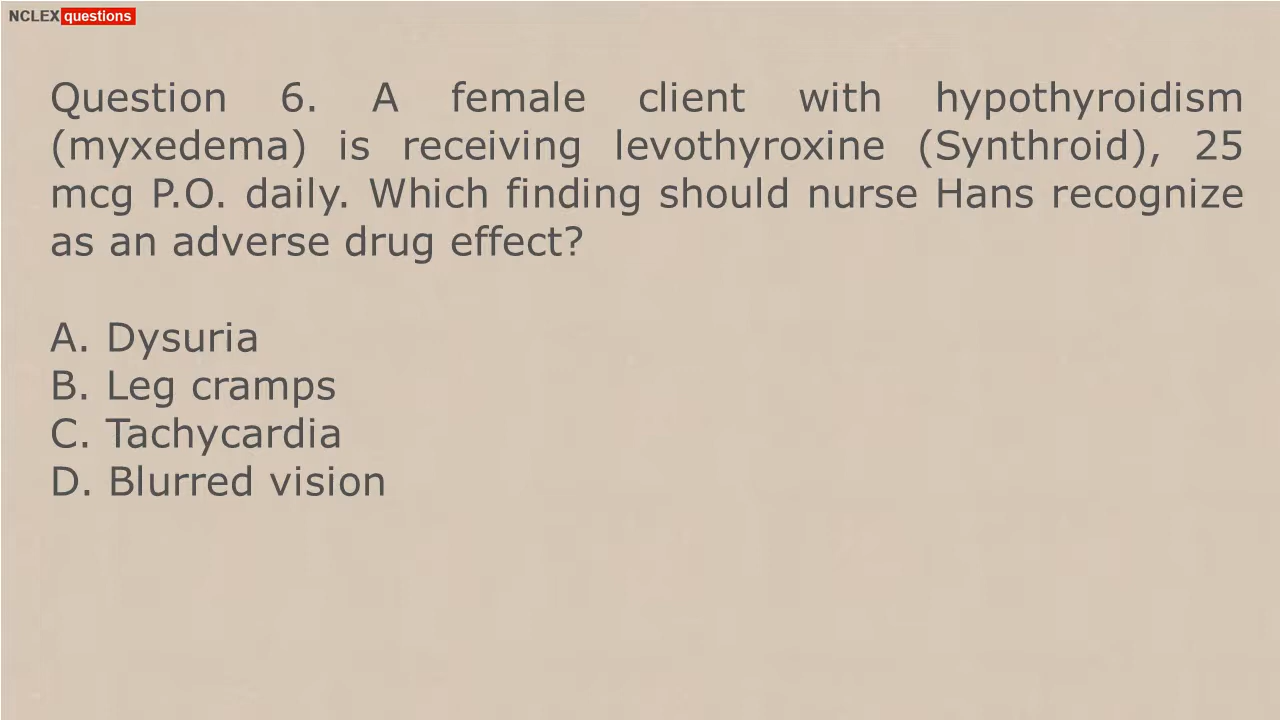 NCLEX questions
Question 6. A female client with hypothyroidism
(myxedema) is receiving levothyroxine (Synthroid), 25
mcg P.O. daily. Which finding should nurse Hans recognize
as an adverse drug effect?
A. Dysuria
B. Leg cramps
C. Tachycardia
D. Blurred vision